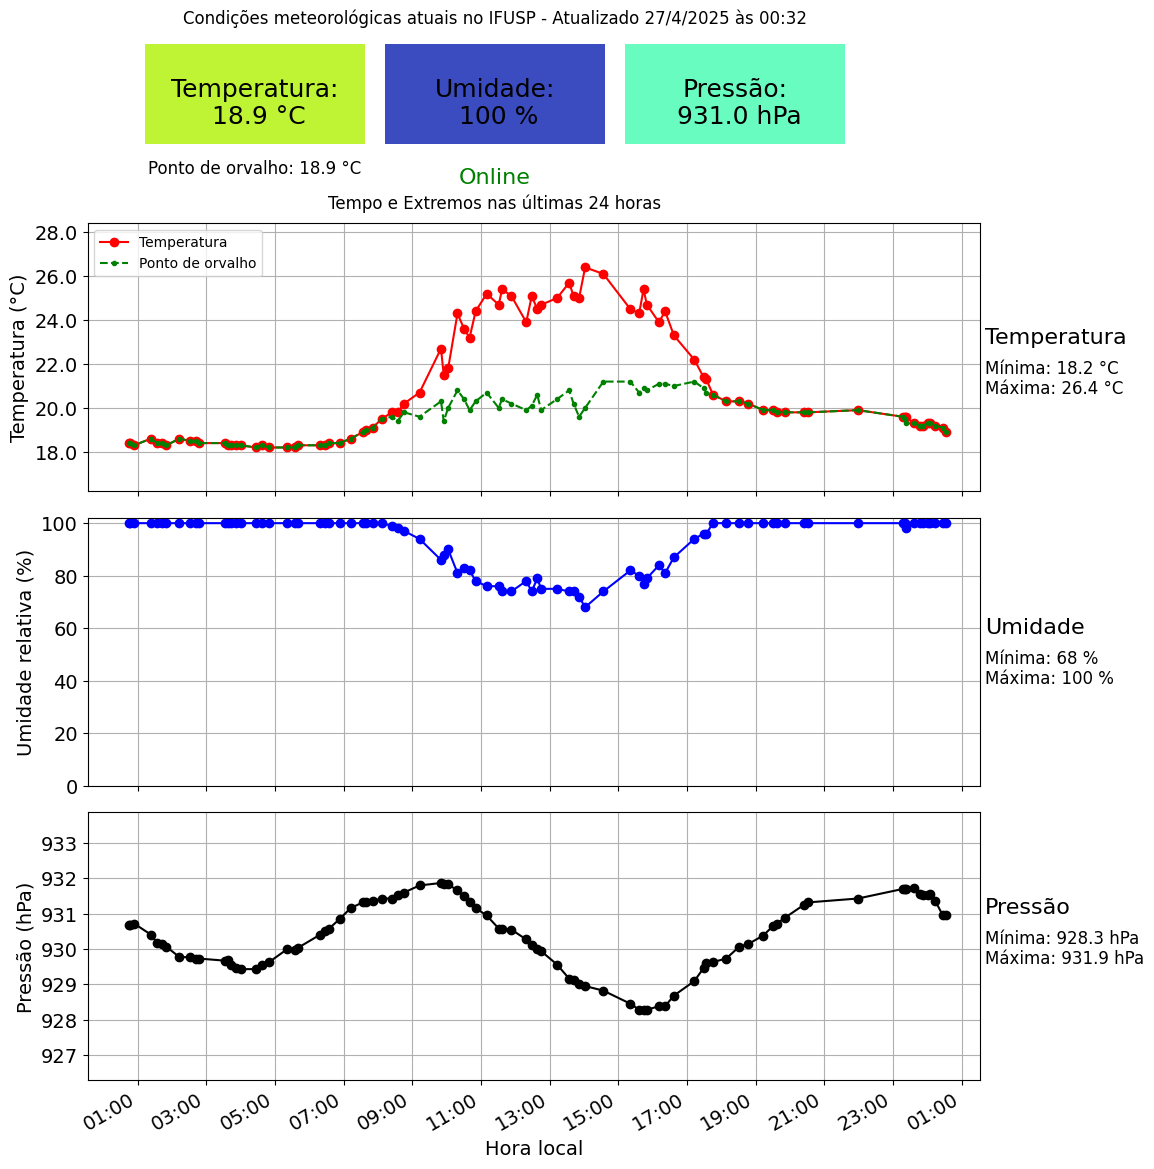 Condições meteorológicas atuais no IFUSP - Atualizado 27/4/2025 às 00:32
Temperatura:
18.9 °C
Umidade:
100 %
Pressão:
931.0 hPa
Ponto de orvalho: 18.9 °C
Online
Tempo e Extremos nas últimas 24 horas
Temperatura (°C)
28.0
26.0
24.0
22.0
20.0
18.0
Temperatura
Ponto de orvalho
Temperatura
Mínima: 18.2 °C
Máxima: 26.4 °C
Umidade relativa (%)
100
80
60
40
20
0
Umidade
Mínima: 68 %
Máxima: 100 %
Pressão (hPa)
933
932
931
930
929
928
927
Pressão
Mínima: 928.3 hPa
Máxima: 931.9 hPa
01:00 03:00 05:00 07:00 09:00 11:00 13:00 15:00 17:00 19:00 21:00 23:00 01:00
Hora local